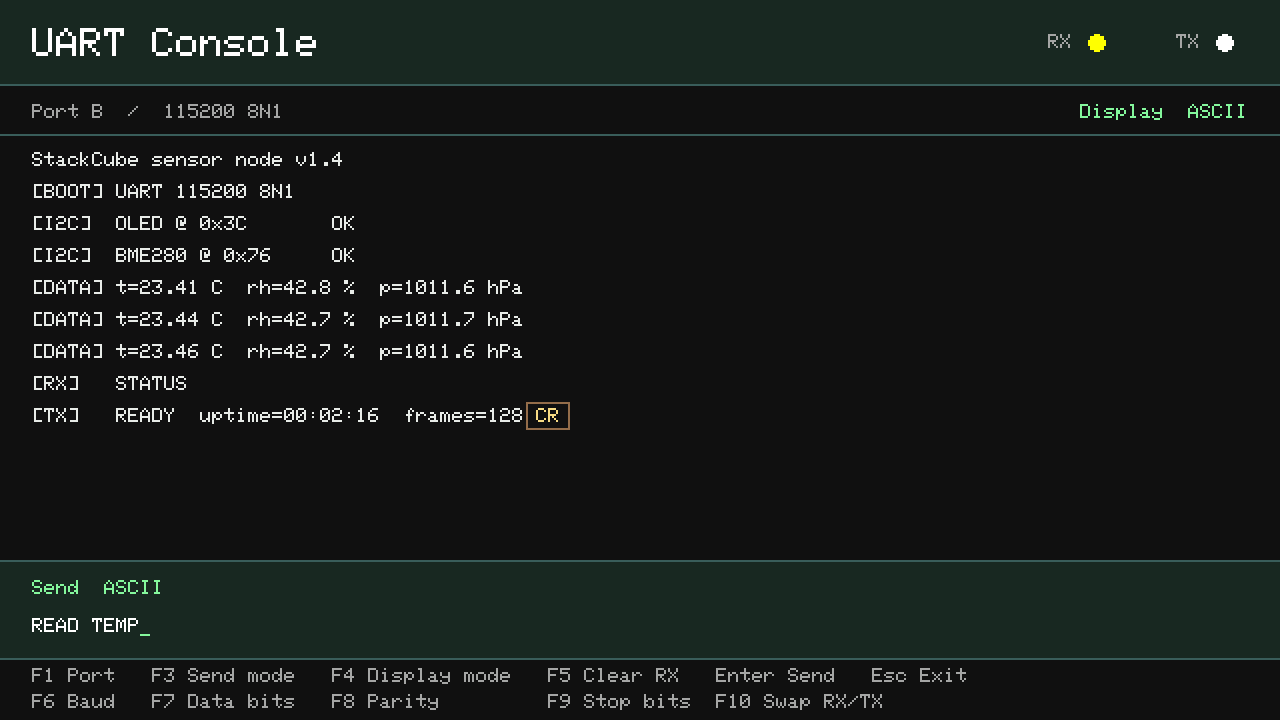 UART Console RX TX
Port B / 115200 8N1 Display ASCII
StackCube sensor node v1.4
[BOOT] UART 115200 8N1
[I2C] OLED @ 0x3C OK
[I2C] BME280 @ 0x76 OK
[DATA] t=23.41 C rh=42.8 % p=1011.6 hPa
[DATA] t=23.44 C rh=42.7 % p=1011.7 hPa
[DATA] t=23.46 C rh=42.7 % p=1011.6 hPa
[RX] STATUS
[TX] READY uptime=00:02:16 frames=128 CR
Send ASCII
READ TEMP_
F1 Port F3 Send mode F4 Display mode F5 Clear RX Enter Send Esc Exit
F6 Baud F7 Data bits F8 Parity F9 Stop bits F10 Swap RX/TX